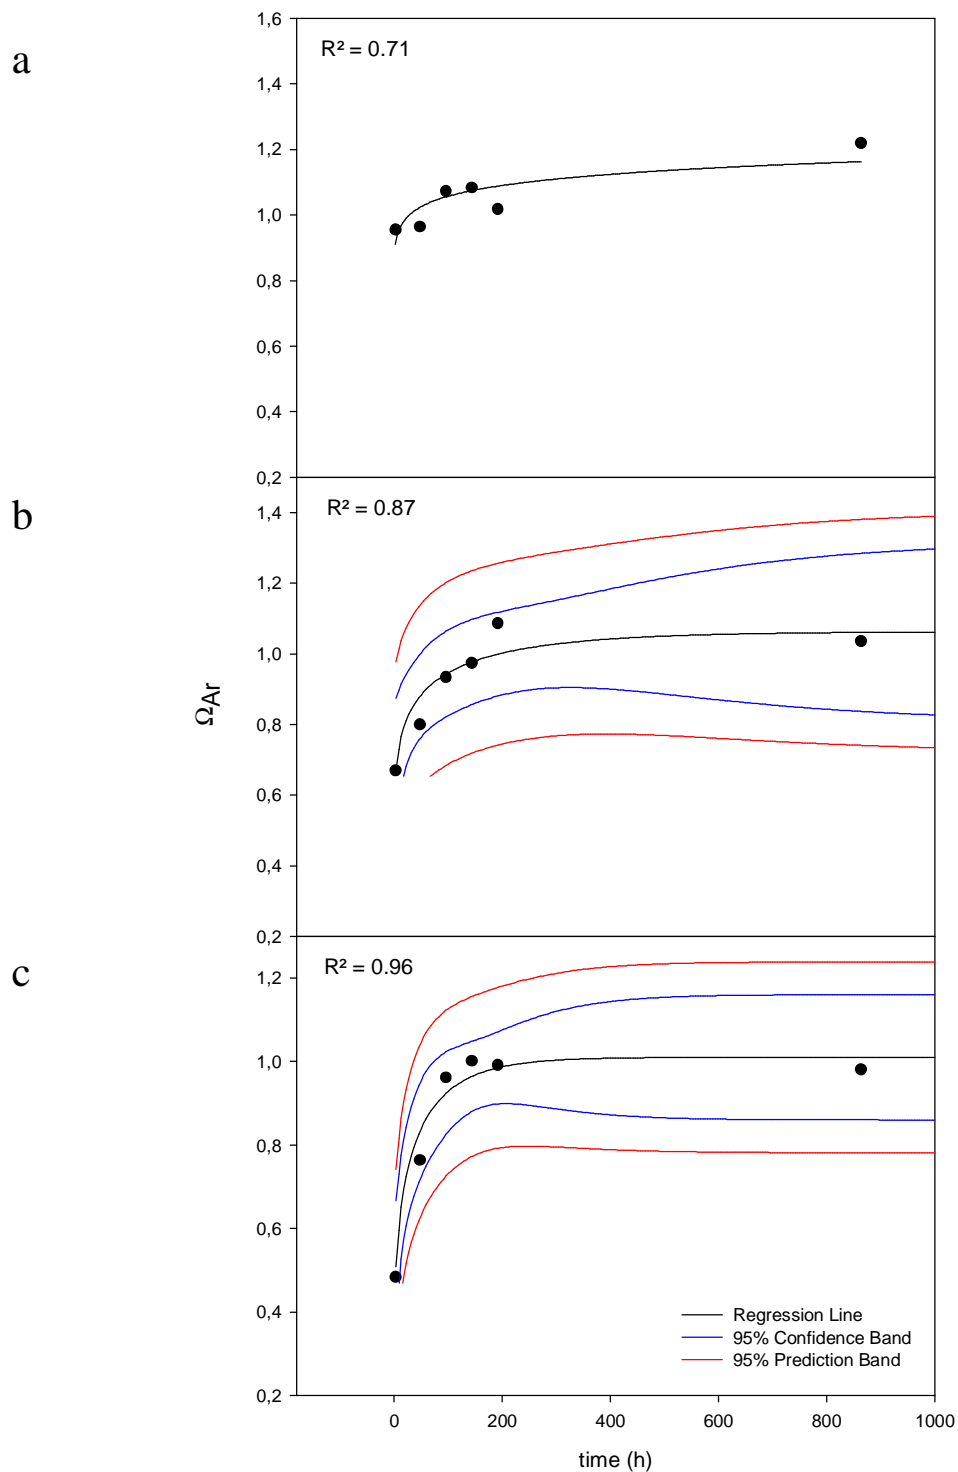 a
R² = 0.71
1,6
1,4
1,2
1,0
0,8
0,6
0,4
0,2
b
R² = 0.87
1,4
1,2
1,0
0,8
0,6
0,4
0,2
ΩAr
c
R² = 0.96
1,2
1,0
0,8
0,6
0,4
0,2
Regression Line
95% Confidence Band
95% Prediction Band
0 200 400 600 800 1000
time (h)